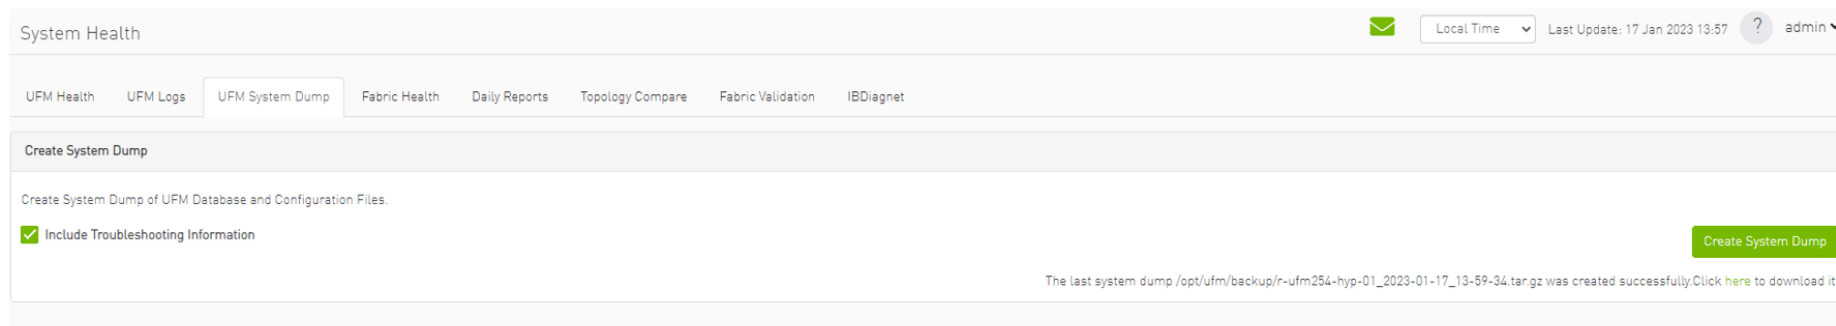 System Health
Local Time
Last Update: 17 Jan 2023 13:57
?
admin
UFM Health
UFM Logs
UFM System Dump
Fabric Health
Daily Reports
Topology Compare
Fabric Validation
IBDiagnet
Create System Dump
Create System Dump of UFM Database and Configuration Files.
Include Troubleshooting Information
Create System Dump
The last system dump /opt/ufm/backup/r-ufm254-hyp-01_2023-01-17_13-59-34.tar.gz was created successfully.Click here to download it